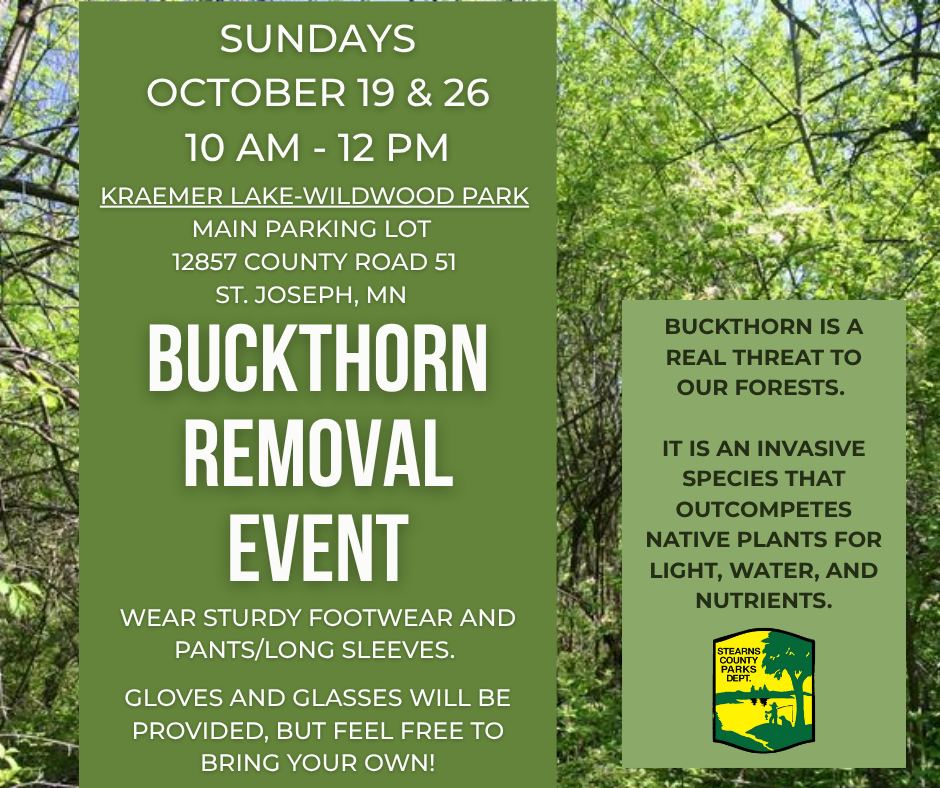 SUNDAYS
OCTOBER 19 & 26
10 AM - 12 PM
KRAEMER LAKE-WILDWOOD PARK
MAIN PARKING LOT
12857 COUNTY ROAD 51
ST. JOSEPH, MN
BUCKTHORN
REMOVAL
EVENT
WEAR STURDY FOOTWEAR AND
PANTS/LONG SLEEVES.
GLOVES AND GLASSES WILL BE
PROVIDED, BUT FEEL FREE TO
BRING YOUR OWN!
BUCKTHORN IS A
REAL THREAT TO
OUR FORESTS.
IT IS AN INVASIVE
SPECIES THAT
OUTCOMPETES
NATIVE PLANTS FOR
LIGHT, WATER, AND
NUTRIENTS.
STEARNS
COUNTY
PARKS
DEPT.